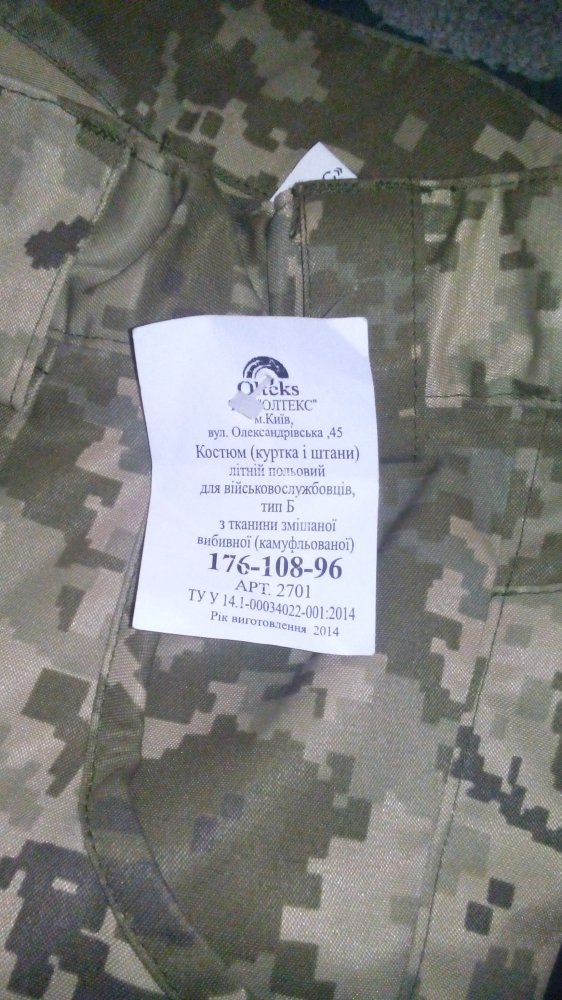 Olteks
"ОЛТЕКС"
м.Київ,
вул. Олександрівська ,45
Костюм (куртка і штани)
літній польовий
для військовослужбовців,
тип Б
з тканини змішаної
вибивної (камуфльованої)
176-108-96
АРТ. 2701
ТУ У 14.1-00034022-001:2014
Рік виготовлення 2014